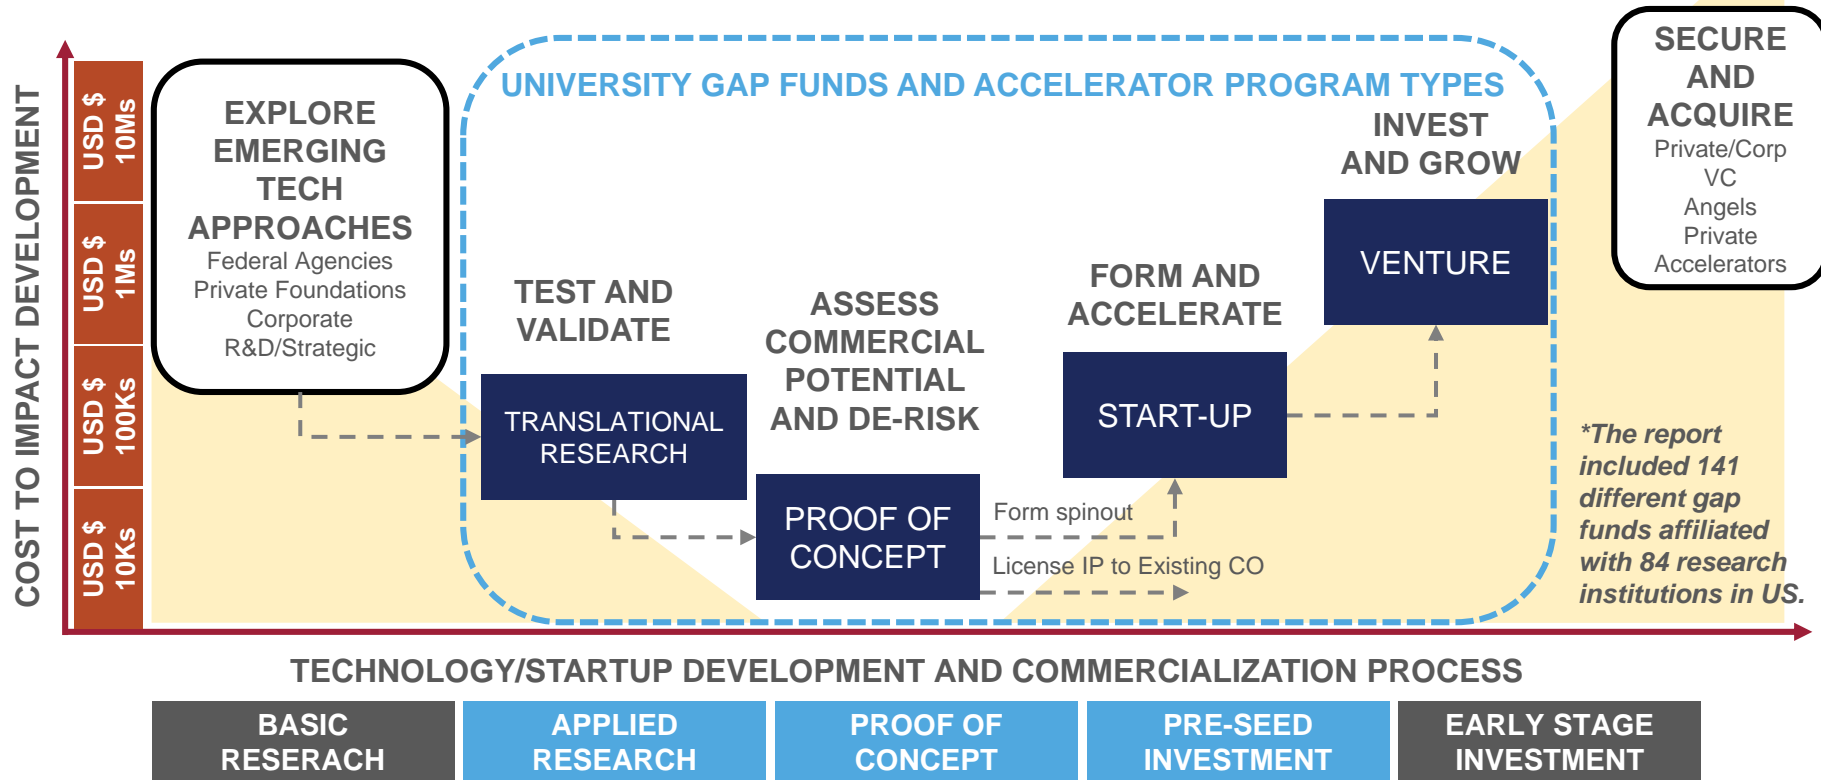 COST TO IMPACT DEVELOPMENT
USD $
10Ms
USD $
1Ms
USD $
100Ks
USD $
10Ks
EXPLORE
EMERGING
TECH
APPROACHES
Federal Agencies
Private Foundations
Corporate
R&D/Strategic
UNIVERSITY GAP FUNDS AND ACCELERATOR PROGRAM TYPES
TEST AND
VALIDATE
TRANSLATIONAL
RESEARCH
ASSESS
COMMERCIAL
POTENTIAL
AND DE-RISK
PROOF OF
CONCEPT
Form spinout
License IP to Existing CO
FORM AND
ACCELERATE
START-UP
INVEST
AND GROW
VENTURE
SECURE
AND
ACQUIRE
Private/Corp
VC
Angels
Private
Accelerators
*The report
included 141
different gap
funds affiliated
with 84 research
institutions in US.
TECHNOLOGY/STARTUP DEVELOPMENT AND COMMERCIALIZATION PROCESS
BASIC
RESERACH
APPLIED
RESEARCH
PROOF OF
CONCEPT
PRE-SEED
INVESTMENT
EARLY STAGE
INVESTMENT